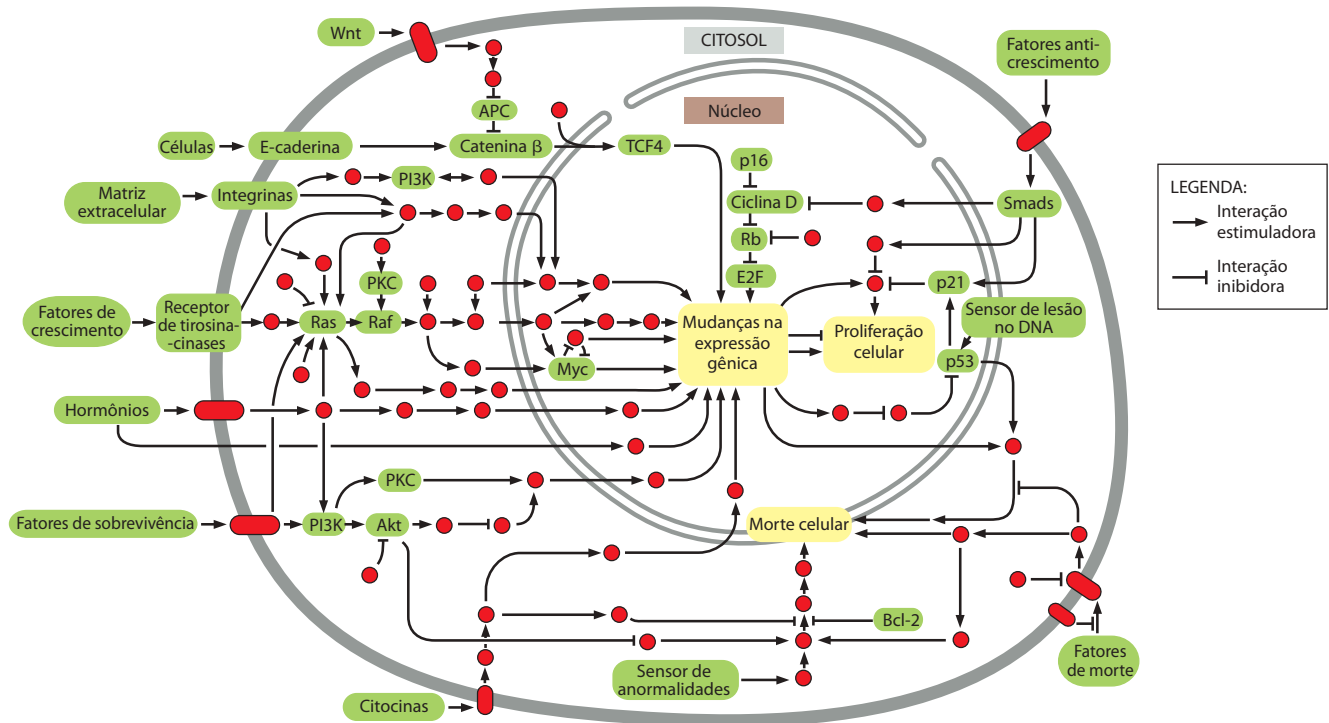 Wnt
CITOSOL
Fatores anti-
crescimento
Núcleo
APC
Células
E-caderina
Catenina β
TCF4
p16
PI3K
Matriz
extracelular
Integrinas
Ciclina D
Smads
LEGENDA:
Interação
estimuladora
Interação
inibidora
Rb
PKC
E2F
p21
Fatores de
crescimento
Receptor
de tirosina-
-cinases
Ras
Raf
Mudanças na
expressão
gênica
Proliferação
celular
Sensor de lesão
no DNA
p53
Myc
Hormônios
PKC
Fatores de sobrevivência
PI3K
Akt
Morte celular
Bcl-2
Sensor de
anormalidades
Fatores
de morte
Citocinas